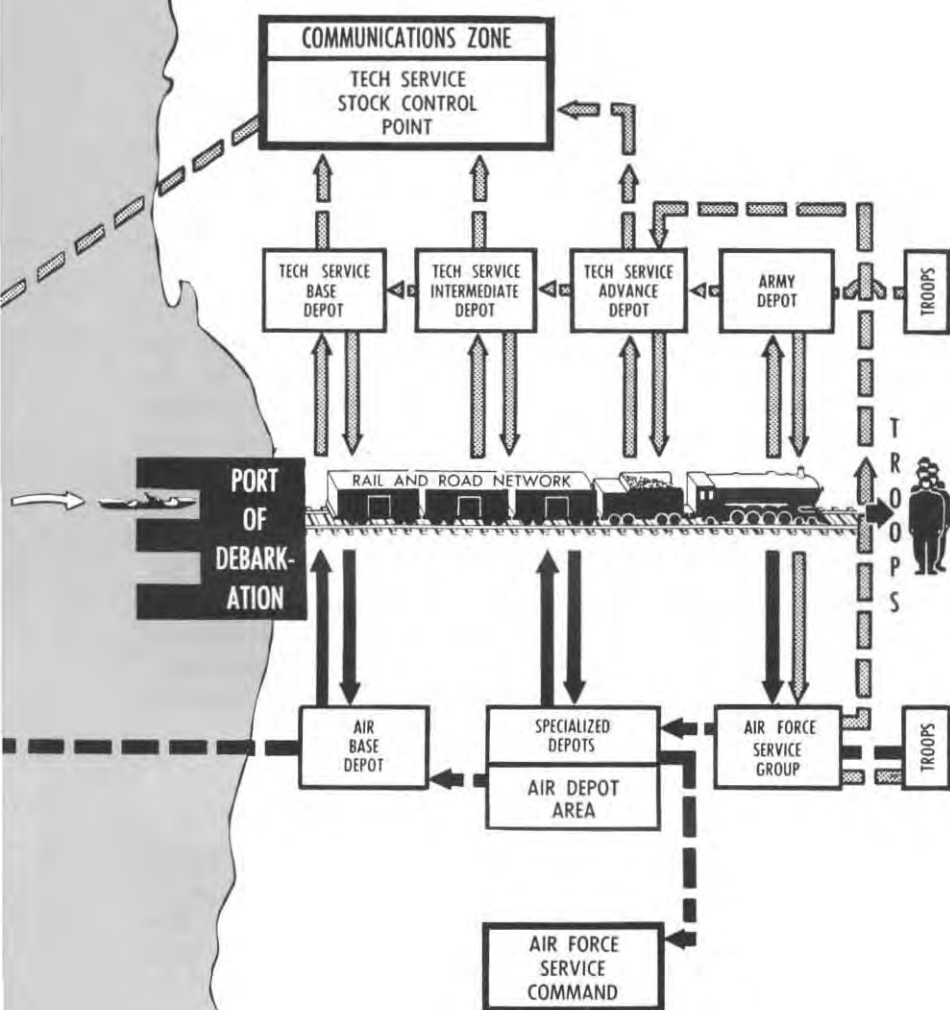 COMMUNICATIONS ZONE
TECH SERVICE
STOCK CONTROL
POINT
TECH SERVICE
BASE
DEPOT
TECH SERVICE
INTERMEDIATE
DEPOT
TECH SERVICE
ADVANCE
DEPOT
ARMY
DEPOT
TROOPS
PORT
OF
DEBARK-
ATION
RAIL AND ROAD NETWORK
TROOPS
AIR
BASE
DEPOT
SPECIALIZED
DEPOTS
AIR DEPOT
AREA
AIR FORCE
SERVICE
GROUP
TROOPS
AIR FORCE
SERVICE
COMMAND